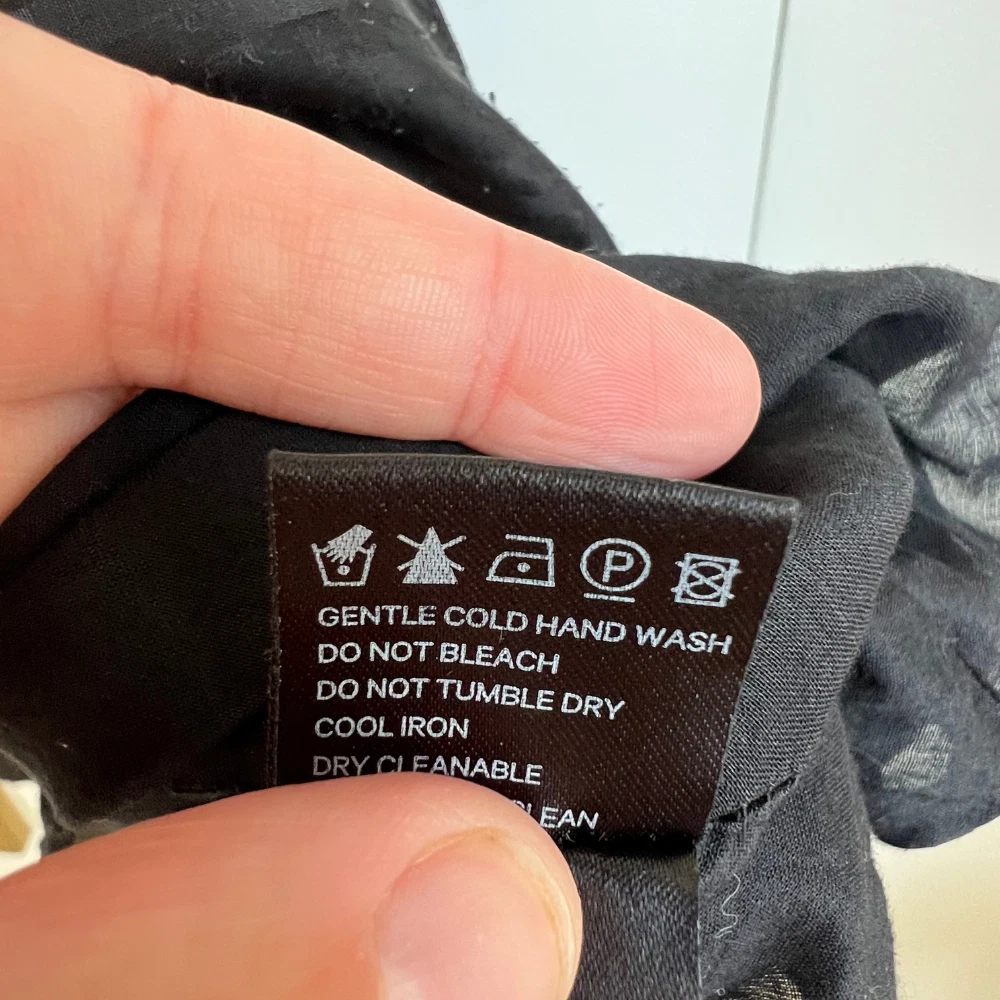 P
GENTLE COLD HAND WASH
DO NOT BLEACH
DO NOT TUMBLE DRY
COOL IRON
DRY CLEANABLE